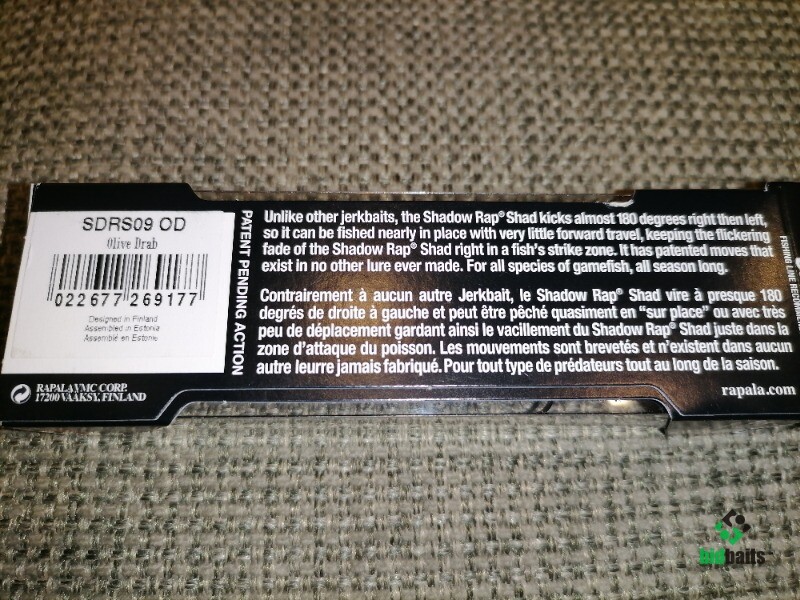 SDRS09 OD
Olive Drab
022677 269177
Designed in Finland
Assembled in Estonia
Assemblé en Estonie
RAPALA VMC CORP.
17200 VÄÄKSY, FINLAND
PATENT PENDING ACTION
Unlike other jerkbaits, the Shadow Rap® Shad kicks almost 180 degrees right then left,
so it can be fished nearly in place with very little forward travel, keeping the flickering
fade of the Shadow Rap® Shad right in a fish's strike zone. It has patented moves that
exist in no other lure ever made. For all species of gamefish, all season long.
Contrairement à aucun autre Jerkbait, le Shadow Rap® Shad vire à presque 180
degrés de droite à gauche et peut être pêché quasiment en "sur place" ou avec très
peu de déplacement gardant ainsi le vacillement du Shadow Rap® Shad juste dans la
zone d'attaque du poisson. Les mouvements sont brevetés et n'existent dans aucun
autre leurre jamais fabriqué. Pour tout type de prédateurs tout au long de la saison.
rapala.com
FISHING LINE
bidbaits